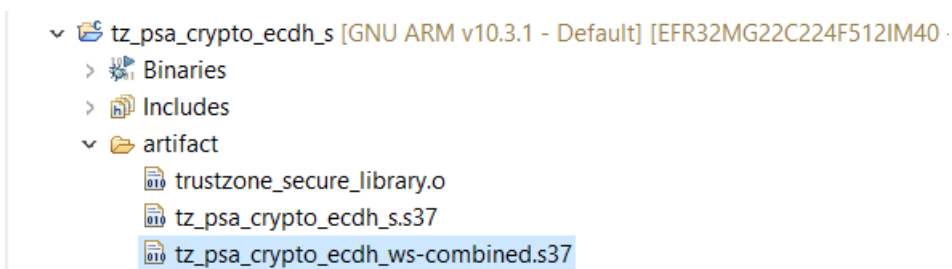 tz_psa_crypto_ecdh_s [GNU ARM v10.3.1 - Default] [EFR32MG22C224F512IM40 -
Binaries
Includes
artifact
trustzone_secure_library.o
tz_psa_crypto_ecdh_s.s37
tz_psa_crypto_ecdh_ws-combined.s37